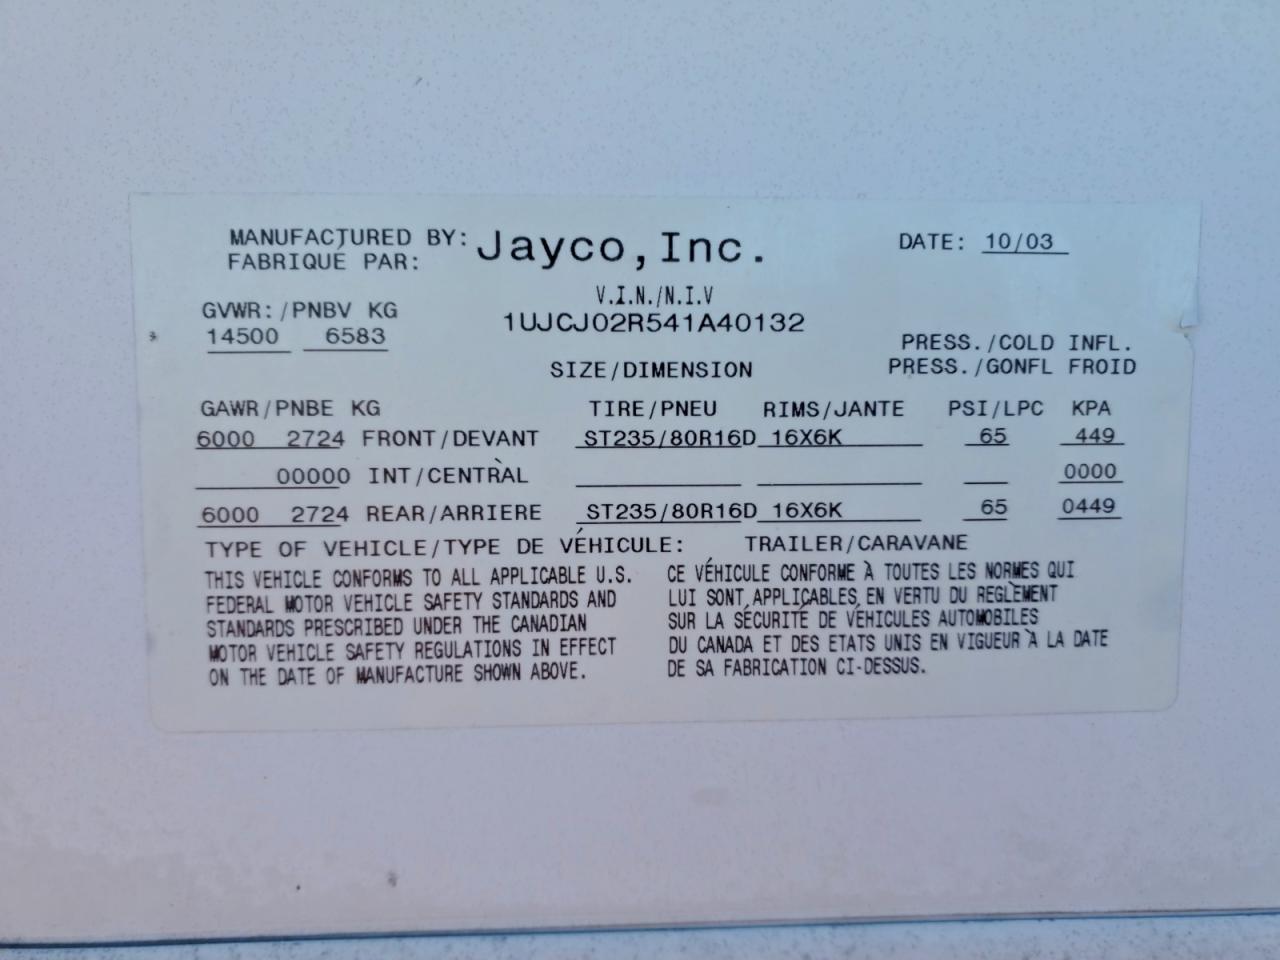 MANUFACTURED BY: Jayco, Inc. DATE: 10/03
FABRIQUÉ PAR:
V.I.N./N.I.V
GVWR:/PNBV KG
1UJCJ02R541A40132
14500 6583
PRESS./COLD INFL.
SIZE/DIMENSION PRESS./GONFL FROID
GAWR/PNBE KG TIRE/PNEU RIMS/JANTE PSI/LPC KPA
6000 2724 FRONT/DEVANT ST235/80R16D 16X6K 65 449
00000 INT/CENTRÀL 0000
6000 2724 REAR/ARRIERE ST235/80R16D 16X6K 65 0449
TYPE OF VEHICLE/TYPE DE VÉHICULE: TRAILER/CARAVANE
THIS VEHICLE CONFORMS TO ALL APPLICABLE U.S.
FEDERAL MOTOR VEHICLE SAFETY STANDARDS AND
STANDARDS PRESCRIBED UNDER THE CANADIAN
MOTOR VEHICLE SAFETY REGULATIONS IN EFFECT
ON THE DATE OF MANUFACTURE SHOWN ABOVE.
CE VÉHICULE CONFORME À TOUTES LES NORMES QUI
LUI SONT APPLICABLES EN VERTU DU REGLÈMENT
SUR LA SÉCURITÉ DE VÉHICULES AUTOMOBILES
DU CANADA ET DES ETATS UNIS EN VIGUEUR À LA DATE
DE SA FABRICATION CI-DESSUS.